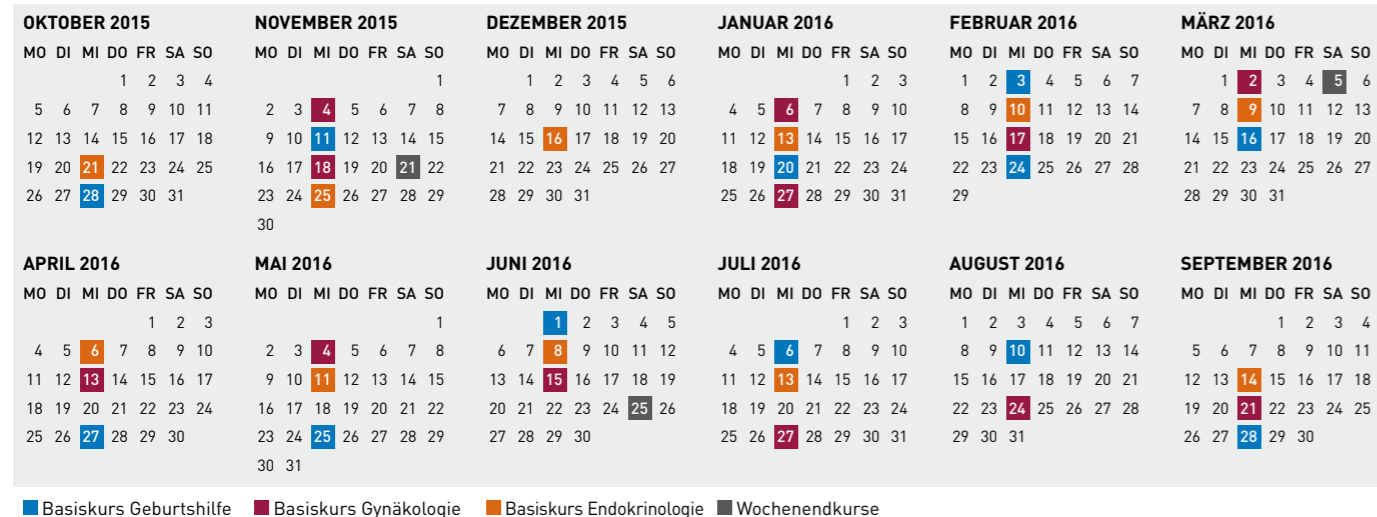 OKTOBER 2015 NOVEMBER 2015 DEZEMBER 2015 JANUAR 2016 FEBRUAR 2016 MÄRZ 2016
MO DI MI DO FR SA SO MO DI MI DO FR SA SO MO DI MI DO FR SA SO MO DI MI DO FR SA SO MO DI MI DO FR SA SO MO DI MI DO FR SA SO
1 2 3 4 1 1 2 3 4 5 6 1 2 3 1 2 3 4 5 6 7 1 2 3 4 5 6
5 6 7 8 9 10 11 2 3 4 5 6 7 8 7 8 9 10 11 12 13 4 5 6 7 8 9 10 8 9 10 11 12 13 14 7 8 9 10 11 12 13
12 13 14 15 16 17 18 9 10 11 12 13 14 15 14 15 16 17 18 19 20 11 12 13 14 15 16 17 15 16 17 18 19 20 21 14 15 16 17 18 19 20
19 20 21 22 23 24 25 16 17 18 19 20 21 22 21 22 23 24 25 26 27 18 19 20 21 22 23 24 22 23 24 25 26 27 28 21 22 23 24 25 26 27
26 27 28 29 30 31 23 24 25 26 27 28 29 28 29 30 31 25 26 27 28 29 30 31 29 28 29 30 31
30
APRIL 2016 MAI 2016 JUNI 2016 JULI 2016 AUGUST 2016 SEPTEMBER 2016
MO DI MI DO FR SA SO MO DI MI DO FR SA SO MO DI MI DO FR SA SO MO DI MI DO FR SA SO MO DI MI DO FR SA SO MO DI MI DO FR SA SO
1 2 3 1 1 2 3 4 5 1 2 3 1 2 3 4 5 6 7 1 2 3 4
4 5 6 7 8 9 10 2 3 4 5 6 7 8 6 7 8 9 10 11 12 4 5 6 7 8 9 10 8 9 10 11 12 13 14 5 6 7 8 9 10 11
11 12 13 14 15 16 17 9 10 11 12 13 14 15 13 14 15 16 17 18 19 11 12 13 14 15 16 17 15 16 17 18 19 20 21 12 13 14 15 16 17 18
18 19 20 21 22 23 24 16 17 18 19 20 21 22 20 21 22 23 24 25 26 18 19 20 21 22 23 24 22 23 24 25 26 27 28 19 20 21 22 23 24 25
25 26 27 28 29 30 23 24 25 26 27 28 29 27 28 29 30 25 26 27 28 29 30 31 29 30 31 26 27 28 29 30
30 31
Basiskurs Geburtshilfe Basiskurs Gynäkologie Basiskurs Endokrinologie Wochenendkurse